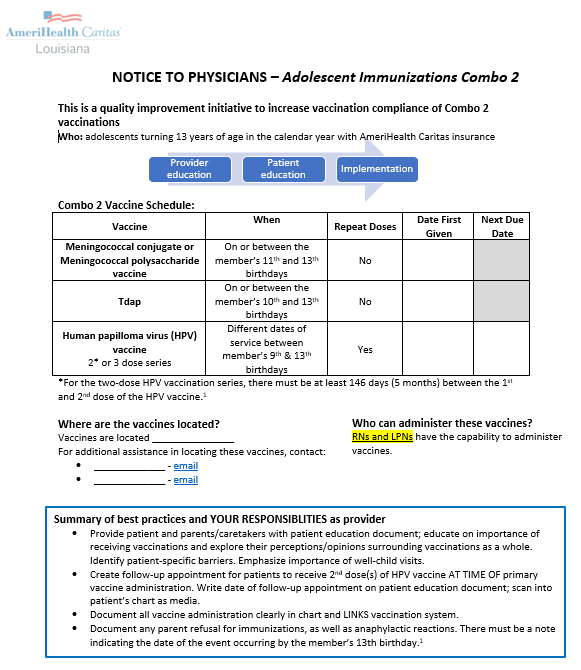 AmeriHealth Caritas
Louisiana
NOTICE TO PHYSICIANS – Adolescent Immunizations Combo 2
This is a quality improvement initiative to increase vaccination compliance of Combo 2
vaccinations
Who: adolescents turning 13 years of age in the calendar year with AmeriHealth Caritas insurance
Provider
education
Patient
education
Implementation
Combo 2 Vaccine Schedule:
Vaccine
When
Repeat Doses
Date First
Given
Next Due
Date
Meningococcal conjugate or
Meningococcal polysaccharide
vaccine
On or between the
member's 11th and 13th
birthdays
No
Tdap
On or between the
member's 10th and 13th
birthdays
No
Human papilloma virus (HPV)
vaccine
2* or 3 dose series
Different dates of
service between
member's 9th & 13th
birthdays
Yes
*For the two-dose HPV vaccination series, there must be at least 146 days (5 months) between the 1st
and 2nd dose of the HPV vaccine.1
Where are the vaccines located?
Vaccines are located ________________
For additional assistance in locating these vaccines, contact:
• ______________ - email
• ______________ - email
Who can administer these vaccines?
RNs and LPNs have the capability to administer
vaccines.
Summary of best practices and YOUR RESPONSIBLITIES as provider
• Provide patient and parents/caretakers with patient education document; educate on importance of
receiving vaccinations and explore their perceptions/opinions surrounding vaccinations as a whole.
Identify patient-specific barriers. Emphasize importance of well-child visits.
• Create follow-up appointment for patients to receive 2nd dose(s) of HPV vaccine AT TIME OF primary
vaccine administration. Write date of follow-up appointment on patient education document; scan into
patient's chart as media.
• Document all vaccine administration clearly in chart and LINKS vaccination system.
• Document any parent refusal for immunizations, as well as anaphylactic reactions. There must be a note
indicating the date of the event occurring by the member's 13th birthday.1